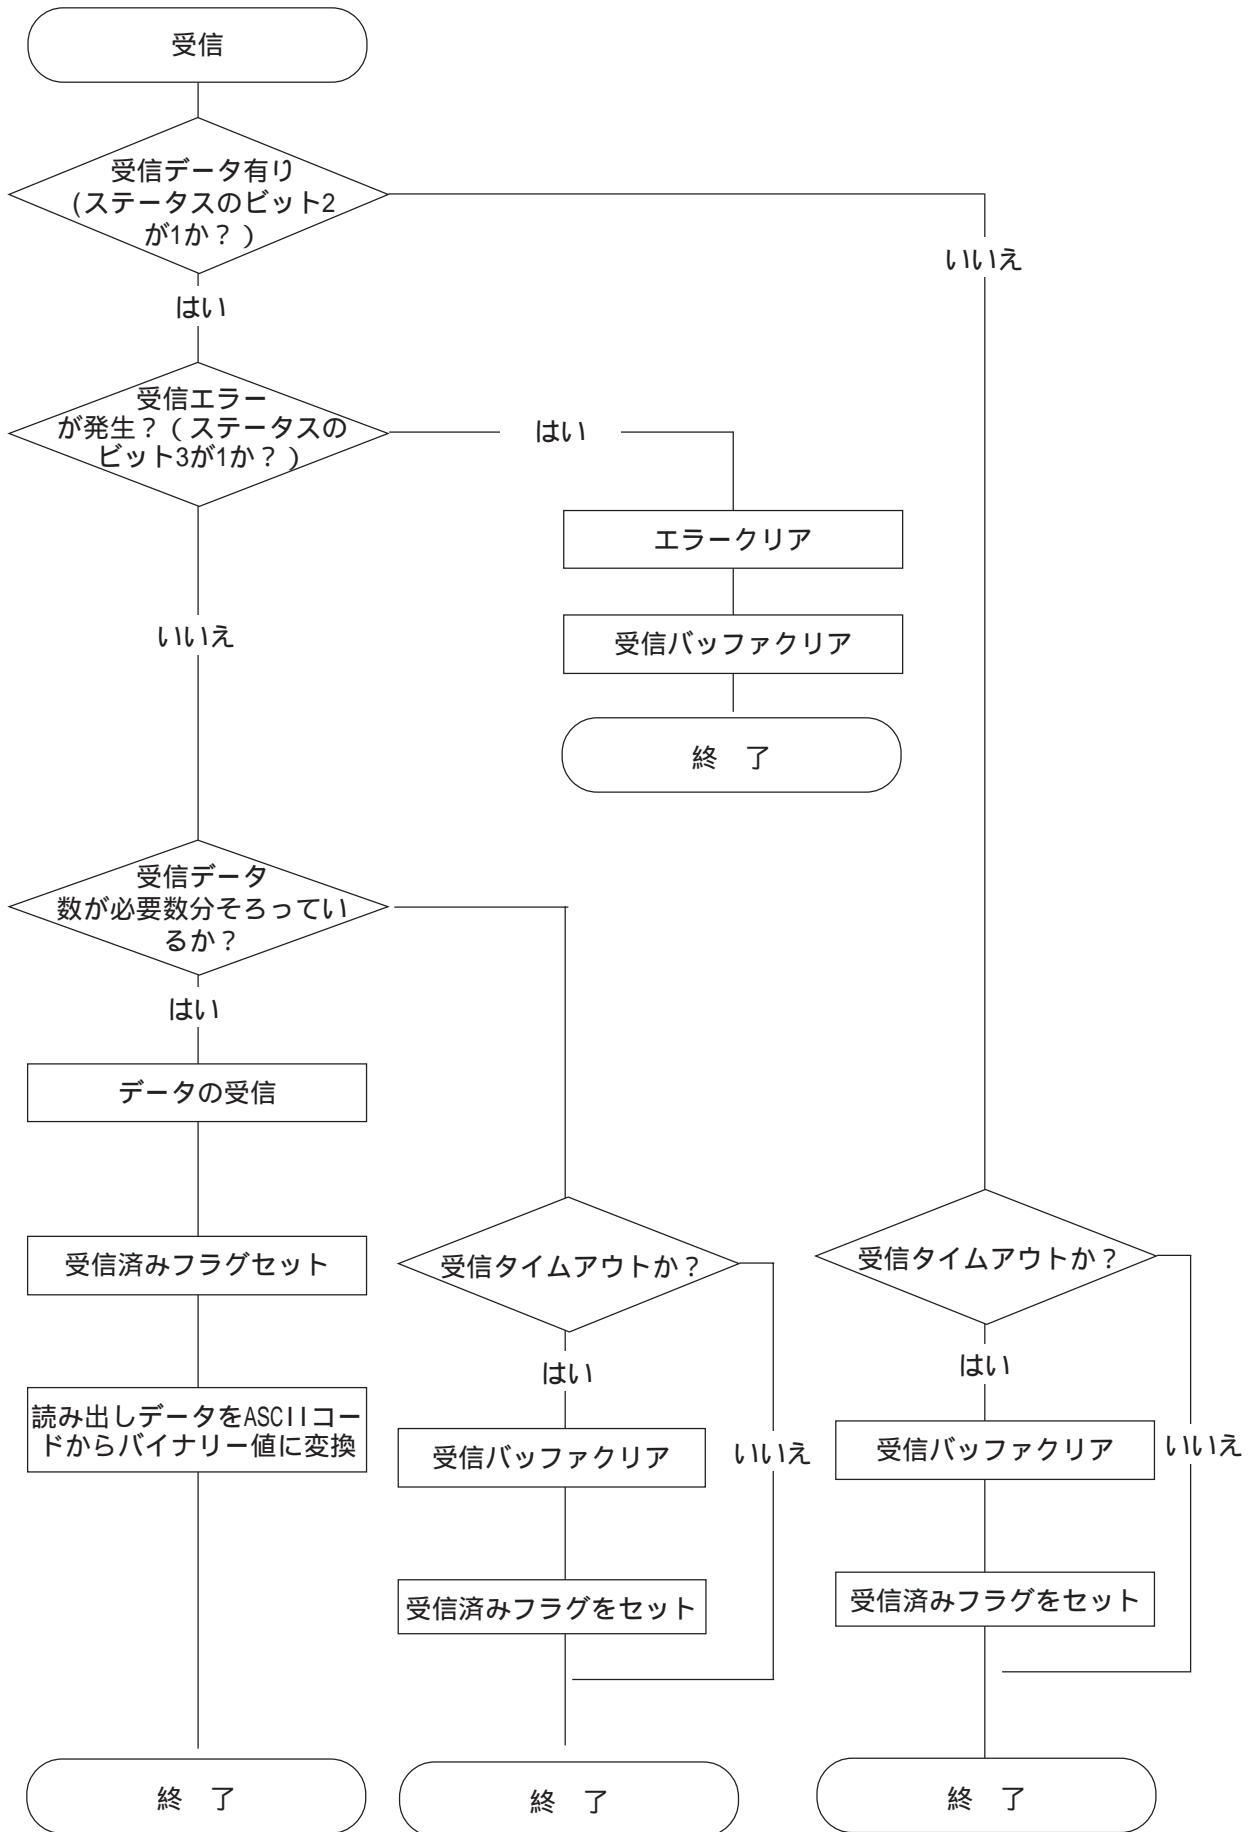 受信
受信データ有り
(ステータスのビット2
が1か？)
いいえ
はい
受信エラー
が発生？(ステータスの
ビット3が1か？)
はい
エラークリア
いいえ
受信バッファクリア
終 了
受信データ
数が必要数分そろってい
るか？
はい
データの受信
受信済みフラグセット
受信タイムアウトか？
受信タイムアウトか？
はい
はい
読み出しデータをASCIIコー
ドからバイナリー値に変換
受信バッファクリア
いいえ
受信バッファクリア
いいえ
受信済みフラグをセット
受信済みフラグをセット
終 了
終 了
終 了